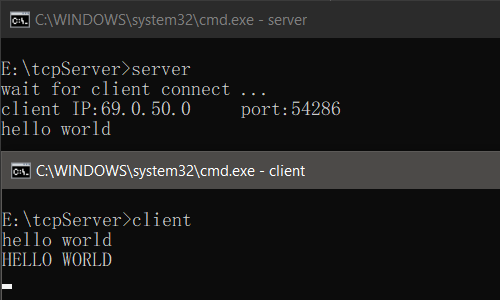 C:\WINDOWS\system32\cmd.exe - server
E:\tcpServer>server
wait for client connect ...
client IP:69.0.50.0     port:54286
hello world
C:\WINDOWS\system32\cmd.exe - client
E:\tcpServer>client
hello world
HELLO WORLD